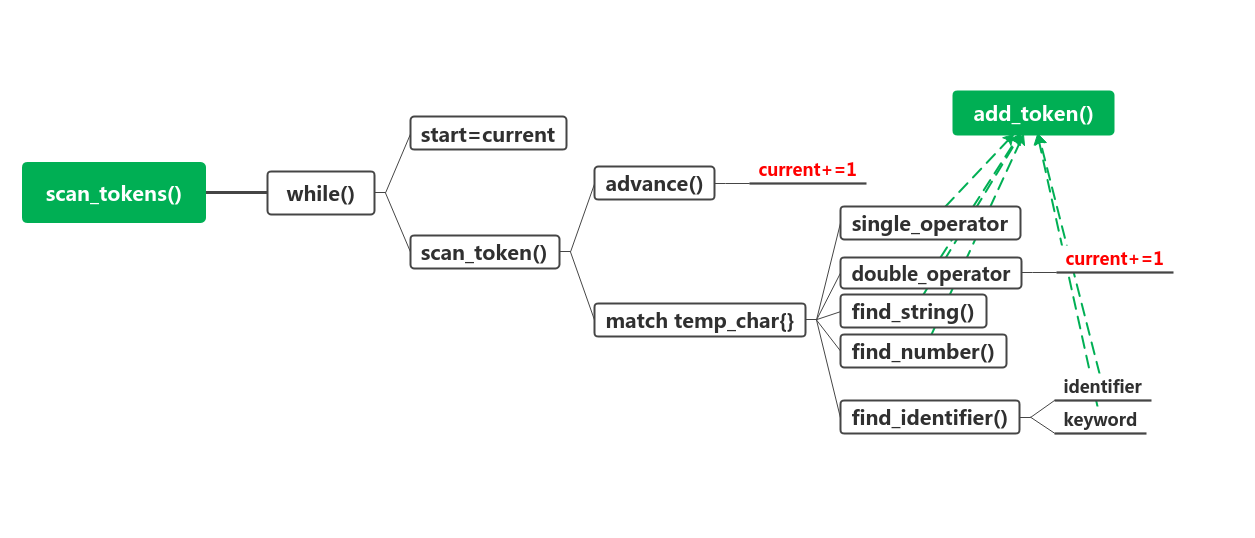 scan_tokens()
while()
start=current
scan_token()
advance()
current+=1
match temp_char{}
add_token()
single_operator
double_operator
current+=1
find_string()
find_number()
find_identifier()
identifier
keyword